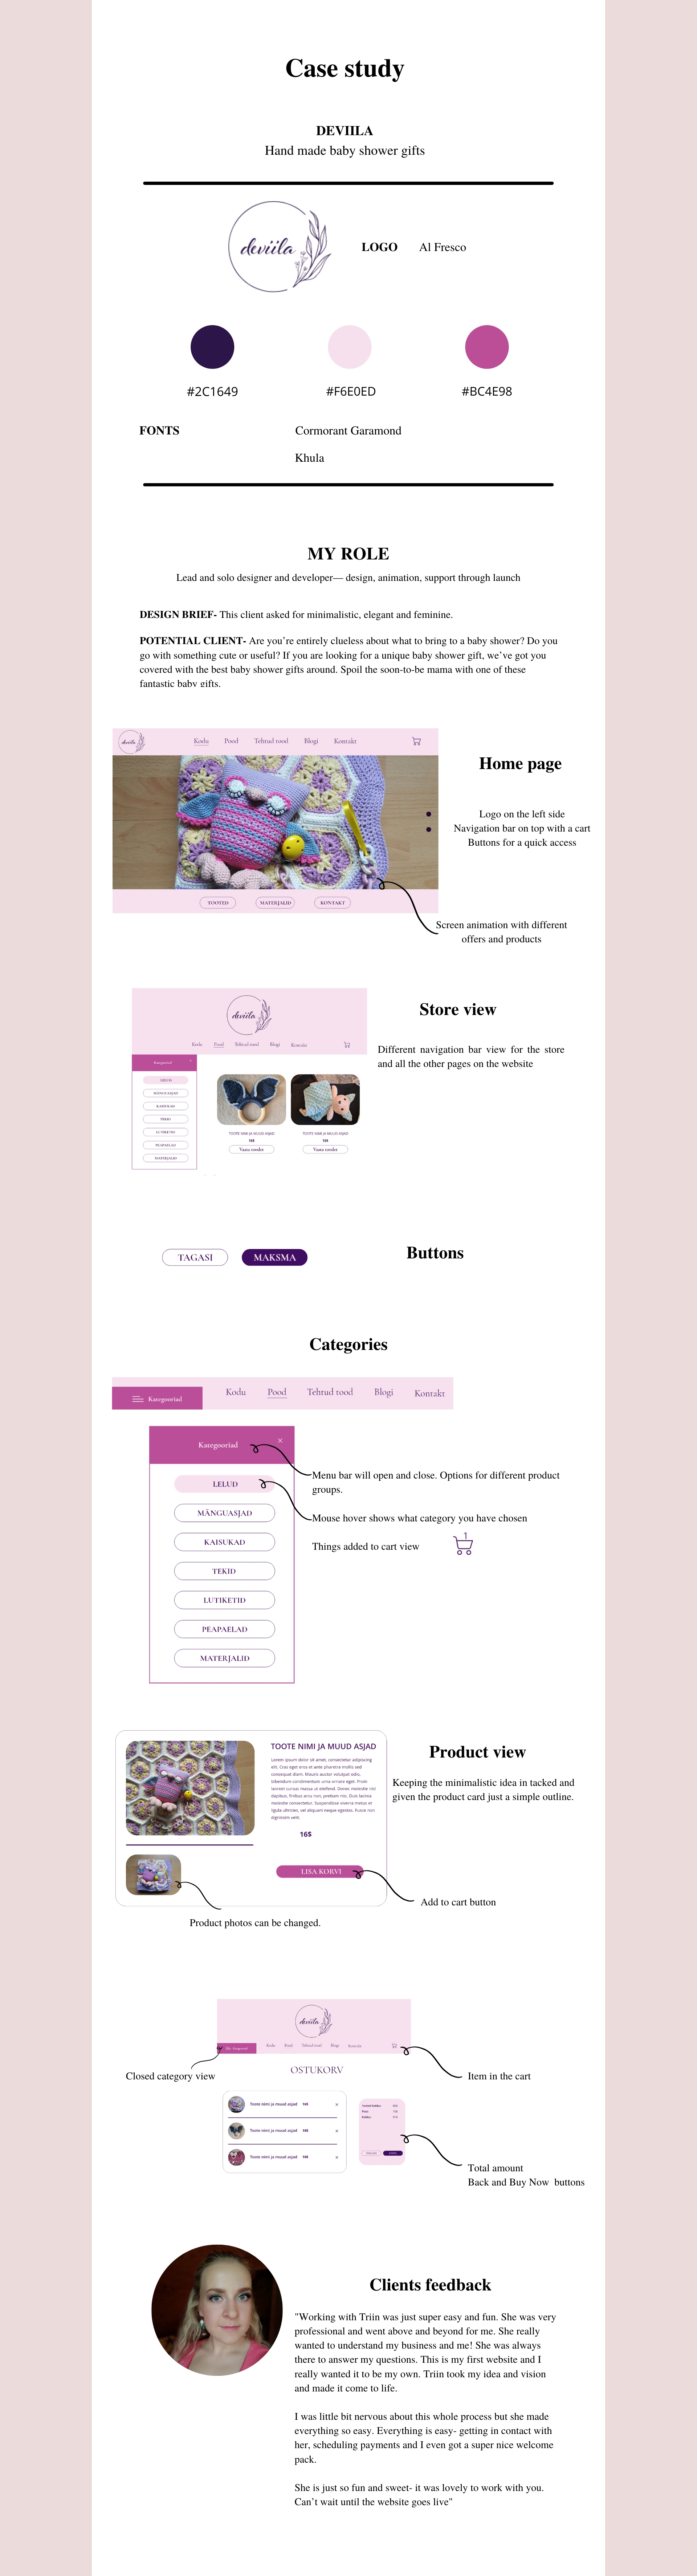 Case study
DEVIILA
Hand made baby shower gifts
deviila
LOGO Al Fresco
#2C1649 #F6E0ED #BC4E98
FONTS Cormorant Garamond
Khula
MY ROLE
Lead and solo designer and developer— design, animation, support through launch
DESIGN BRIEF- This client asked for minimalistic, elegant and feminine.
POTENTIAL CLIENT- Are you’re entirely clueless about what to bring to a baby shower? Do you
go with something cute or useful? If you are looking for a unique baby shower gift, we’ve got you
covered with the best baby shower gifts around. Spoil the soon-to-be mama with one of these
fantastic baby gifts.
deviila
Kodu Pood Tehtud tood Blogi Kontakt
TOOTED MATERJALID KONTAKT
Home page
Logo on the left side
Navigation bar on top with a cart
Buttons for a quick access
Screen animation with different
offers and products
deviila
Kodu Pood Tehtud tood Blogi Kontakt
Kategooriad
LELUD
MÄNGUASJAD
KAISUKAD
TEKID
LUTIKETID
PEAPAELAD
MATERJALID
TOOTE NIMI JA MUUD ASJAD TOOTE NIMI JA MUUD ASJAD
16$ 16$
Vaata toodet Vaata toodet
Store view
Different navigation bar view for the store
and all the other pages on the website
TAGASI MAKSMA
Buttons
Categories
Kategooriad Kodu Pood Tehtud tood Blogi Kontakt
Kategooriad ×
LELUD
MÄNGUASJAD
KAISUKAD
TEKID
LUTIKETID
PEAPAELAD
MATERJALID
Menu bar will open and close. Options for different product
groups.
Mouse hover shows what category you have chosen
Things added to cart view 1
TOOTE NIMI JA MUUD ASJAD
Lorem ipsum dolor sit amet, consectetur adipiscing
elit. Cras eget eros et ante pharetra mollis sed
consequat diam. Mauris auctor volutpat odio,
bibendum condimentum urna ornare eget. Proin
laoreet cursus massa ut eleifend. Donec molestie nisl
dapibus, finibus arcu non, pretium nio. Duis lacinia
molestie consectetur. Suspendisse viverra metus et
ligula ultricies, vel aliquam neque egestas. Fusce non
dignissim velit.
16$
LISA KORVI
Product view
Keeping the minimalistic idea in tacked and
given the product card just a simple outline.
Add to cart button
Product photos can be changed.
deviila
Kategooriad Kodu Pood Tehtud tood Blogi Kontakt
OSTUKORV
Toote nimi ja muud asjad 16$ ×
Toote nimi ja muud asjad 16$ ×
Toote nimi ja muud asjad 16$ ×
Closed category view
Item in the cart
Total amount
Back and Buy Now buttons
Clients feedback
"Working with Triin was just super easy and fun. She was very
professional and went above and beyond for me. She really
wanted to understand my business and me! She was always
there to answer my questions. This is my first website and I
really wanted it to be my own. Triin took my idea and vision
and made it come to life.
I was little bit nervous about this whole process but she made
everything so easy. Everything is easy- getting in contact with
her, scheduling payments and I even got a super nice welcome
pack.
She is just so fun and sweet- it was lovely to work with you.
Can’t wait until the website goes live"